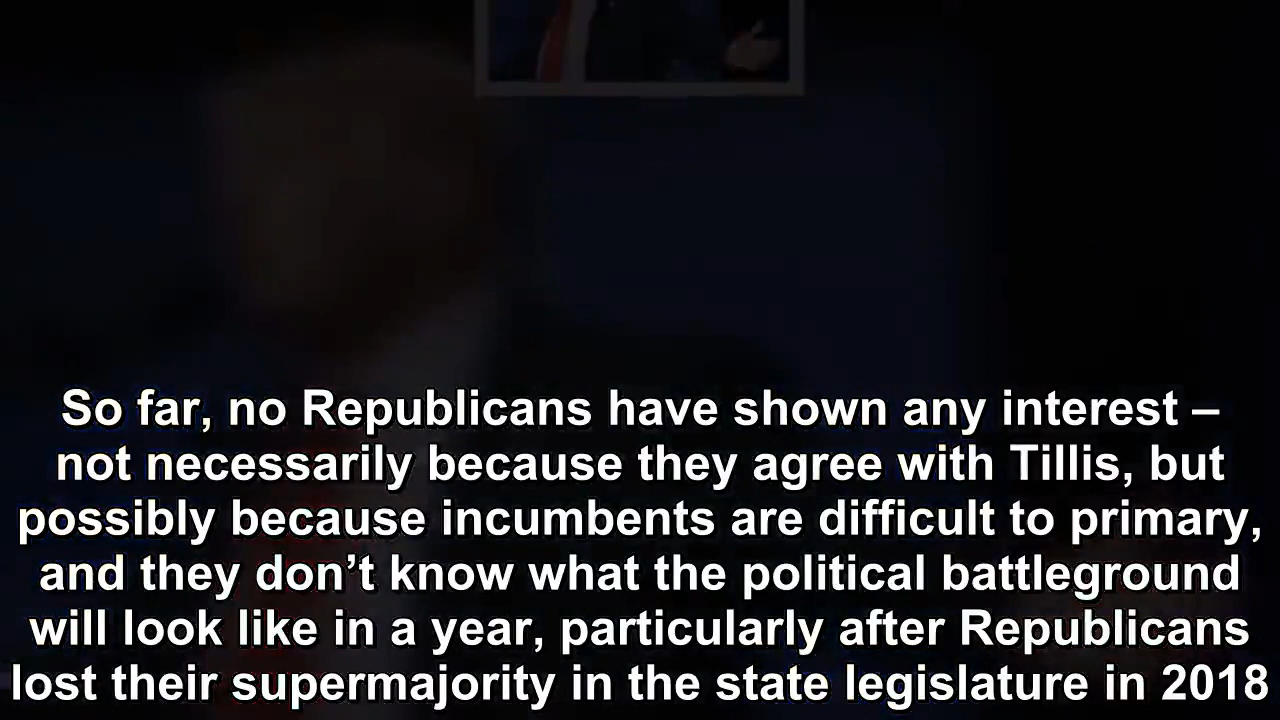 So far, no Republicans have shown any interest –
not necessarily because they agree with Tillis, but
possibly because incumbents are difficult to primary,
and they don’t know what the political battleground
will look like in a year, particularly after Republicans
lost their supermajority in the state legislature in 2018